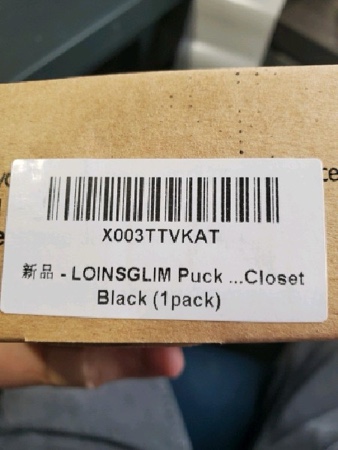 X003TTVKAT
新品 - LOINSGLIM Puck ...Closet
Black (1pack)